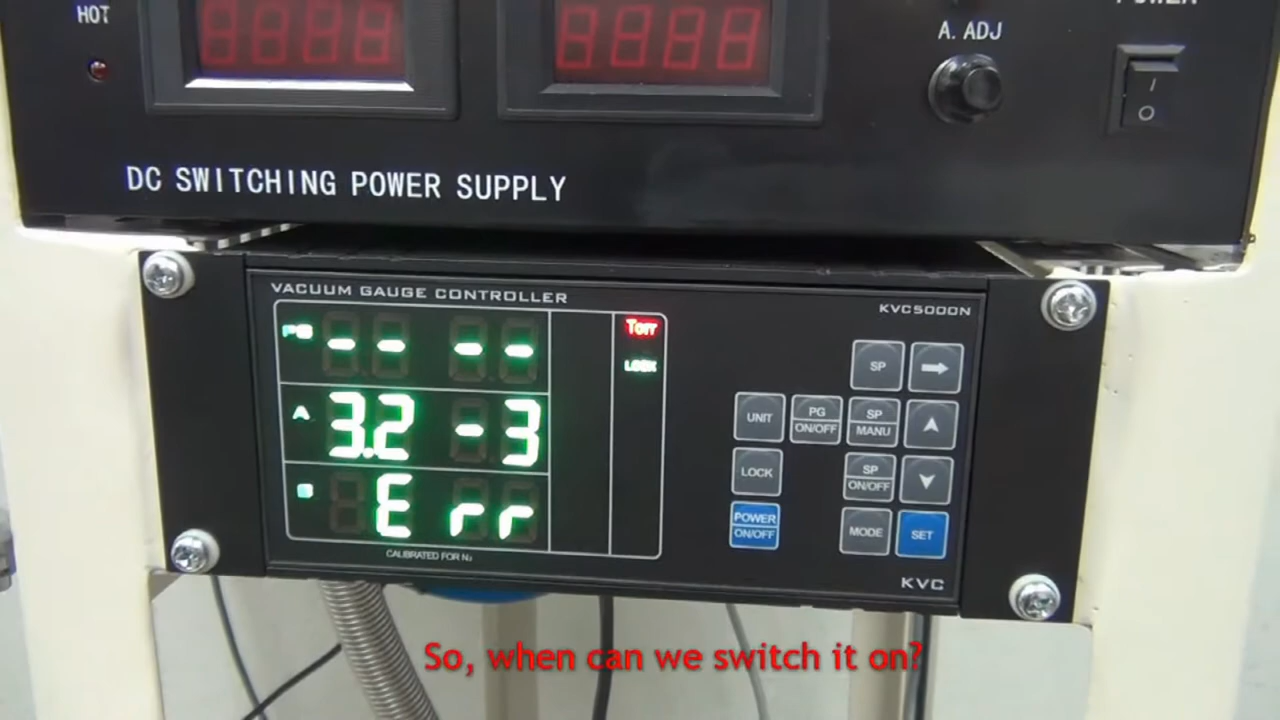 HOT
A. ADJ
POWER
I
O
DC SWITCHING POWER SUPPLY
VACUUM GAUGE CONTROLLER
KVC5000N
PG -- --
Torr
LOCK
A 3.2 -3
Err
SP
UNIT
PG ON/OFF
SP MANU
LOCK
SP ON/OFF
POWER ON/OFF
MODE
SET
CALIBRATED FOR N₂
KVC
So, when can we switch it on?